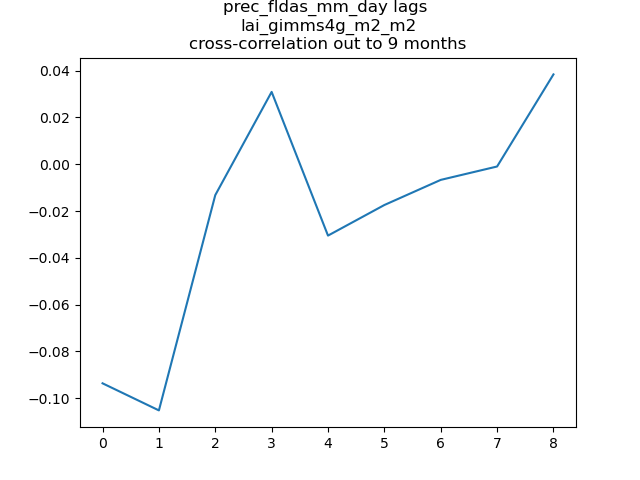 prec_fldas_mm_day lags
lai_gimms4g_m2_m2
cross-correlation out to 9 months
0.04
0.02
0.00
−0.02
−0.04
−0.06
−0.08
−0.10
0 1 2 3 4 5 6 7 8